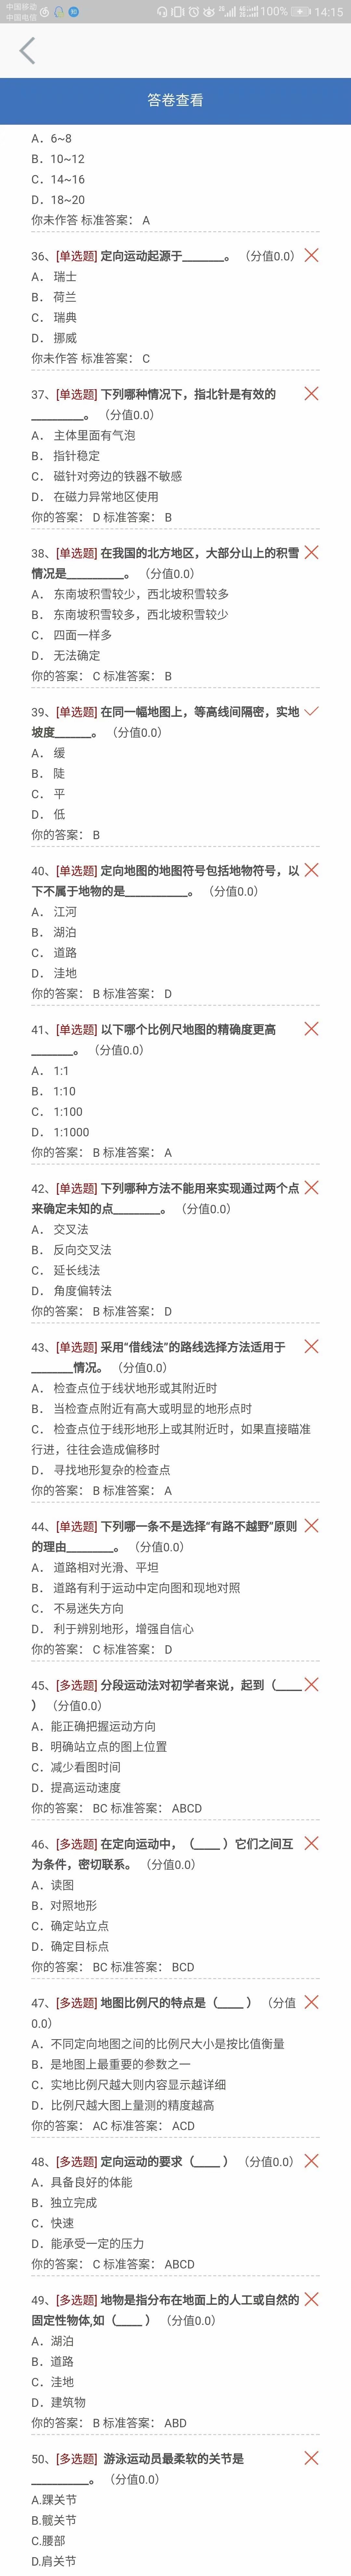 中国移动
中国电信
100%
14:15
答卷查看
A．6~8
B．10~12
C．14~16
D．18~20
你未作答 标准答案： A
36、[单选题] 定向运动起源于______。 （分值0.0）
A． 瑞士
B． 荷兰
C． 瑞典
D． 挪威
你未作答 标准答案： C
37、[单选题] 下列哪种情况下，指北针是有效的
________。 （分值0.0）
A． 主体里面有气泡
B． 指针稳定
C． 磁针对旁边的铁器不敏感
D． 在磁力异常地区使用
你的答案： D 标准答案： B
38、[单选题] 在我国的北方地区，大部分山上的积雪
情况是________。 （分值0.0）
A． 东南坡积雪较少，西北坡积雪较多
B． 东南坡积雪较多，西北坡积雪较少
C． 四面一样多
D． 无法确定
你的答案： C 标准答案： B
39、[单选题] 在同一幅地图上，等高线间隔密，实地
坡度_____。 （分值0.0）
A． 缓
B． 陡
C． 平
D． 低
你的答案： B
40、[单选题] 定向地图的地图符号包括地物符号，以
下不属于地物的是_________。 （分值0.0）
A． 江河
B． 湖泊
C． 道路
D． 洼地
你的答案： B 标准答案： D
41、[单选题] 以下哪个比例尺地图的精确度更高
______。 （分值0.0）
A． 1:1
B． 1:10
C． 1:100
D． 1:1000
你的答案： B 标准答案： A
42、[单选题] 下列哪种方法不能用来实现通过两个点
来确定未知的点_______。 （分值0.0）
A． 交叉法
B． 反向交叉法
C． 延长线法
D． 角度偏转法
你的答案： B 标准答案： D
43、[单选题] 采用“借线法”的路线选择方法适用于
______情况。 （分值0.0）
A． 检查点位于线状地形或其附近时
B． 当检查点附近有高大或明显的地形点时
C． 检查点位于线形地形上或其附近时，如果直接瞄准
行进，往往会造成偏移时
D． 寻找地形复杂的检查点
你的答案： B 标准答案： A
44、[单选题] 下列哪一条不是选择“有路不越野”原则
的理由_______。 （分值0.0）
A． 道路相对光滑、平坦
B． 道路有利于运动中定向图和现地对照
C． 不易迷失方向
D． 利于辨别地形，增强自信心
你的答案： C 标准答案： D
45、[多选题] 分段运动法对初学者来说，起到（____
） （分值0.0）
A．能正确把握运动方向
B．明确站立点的图上位置
C．减少看图时间
D．提高运动速度
你的答案： BC 标准答案： ABCD
46、[多选题] 在定向运动中，（____ ）它们之间互
为条件，密切联系。 （分值0.0）
A．读图
B．对照地形
C．确定站立点
D．确定目标点
你的答案： BC 标准答案： BCD
47、[多选题] 地图比例尺的特点是（____ ） （分值
0.0）
A．不同定向地图之间的比例尺大小是按比值衡量
B．是地图上最重要的参数之一
C．实地比例尺越大则内容显示越详细
D．比例尺越大图上量测的精度越高
你的答案： AC 标准答案： ACD
48、[多选题] 定向运动的要求（____ ） （分值0.0）
A．具备良好的体能
B．独立完成
C．快速
D．能承受一定的压力
你的答案： C 标准答案： ABCD
49、[多选题] 地物是指分布在地面上的人工或自然的
固定性物体,如（____ ） （分值0.0）
A．湖泊
B．道路
C．洼地
D．建筑物
你的答案： B 标准答案： ABD
50、[多选题] 游泳运动员最柔软的关节是
_________。 （分值0.0）
A.踝关节
B.髋关节
C.腰部
D.肩关节